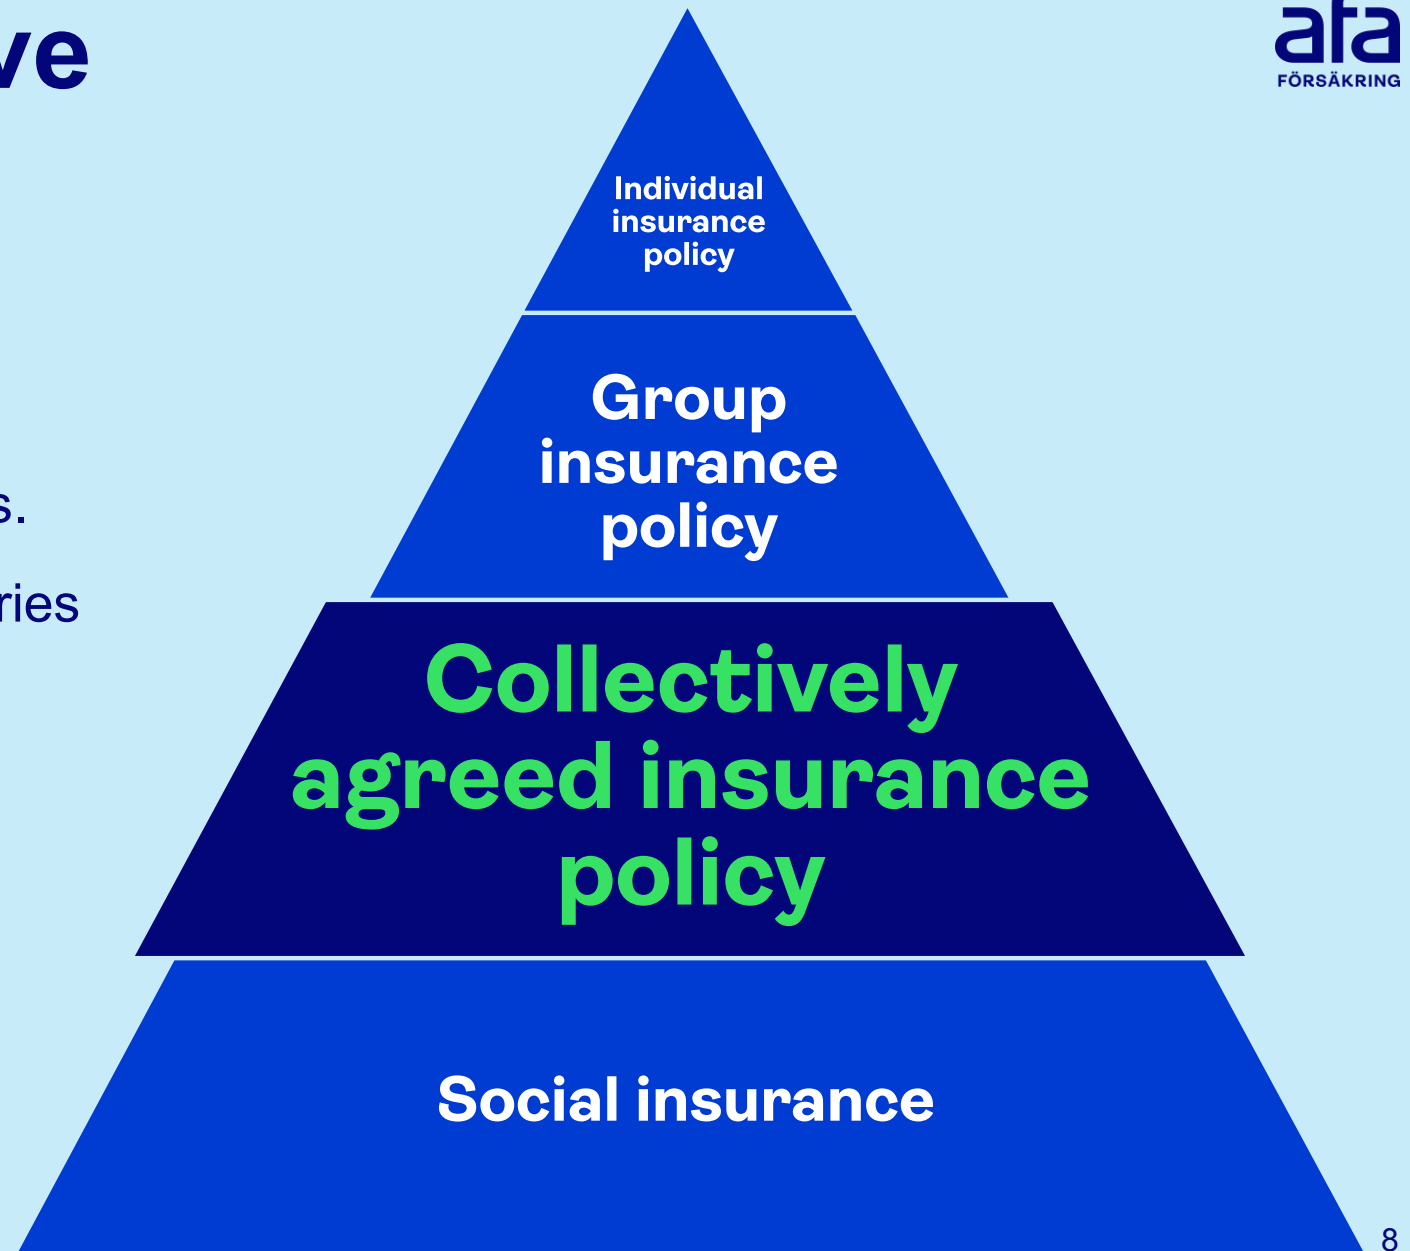 ve
afa
FÖRSÄKRING
Individual
insurance
policy
Group
insurance
policy
s.
ries
Collectively
agreed insurance
policy
Social insurance
8